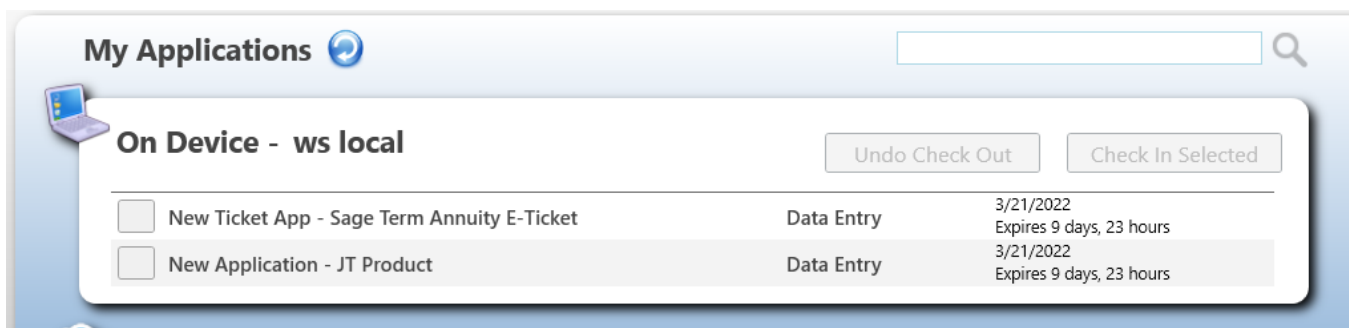 My Applications
On Device - ws local
Undo Check Out
Check In Selected
New Ticket App - Sage Term Annuity E-Ticket
Data Entry
3/21/2022
Expires 9 days, 23 hours
New Application - JT Product
Data Entry
3/21/2022
Expires 9 days, 23 hours